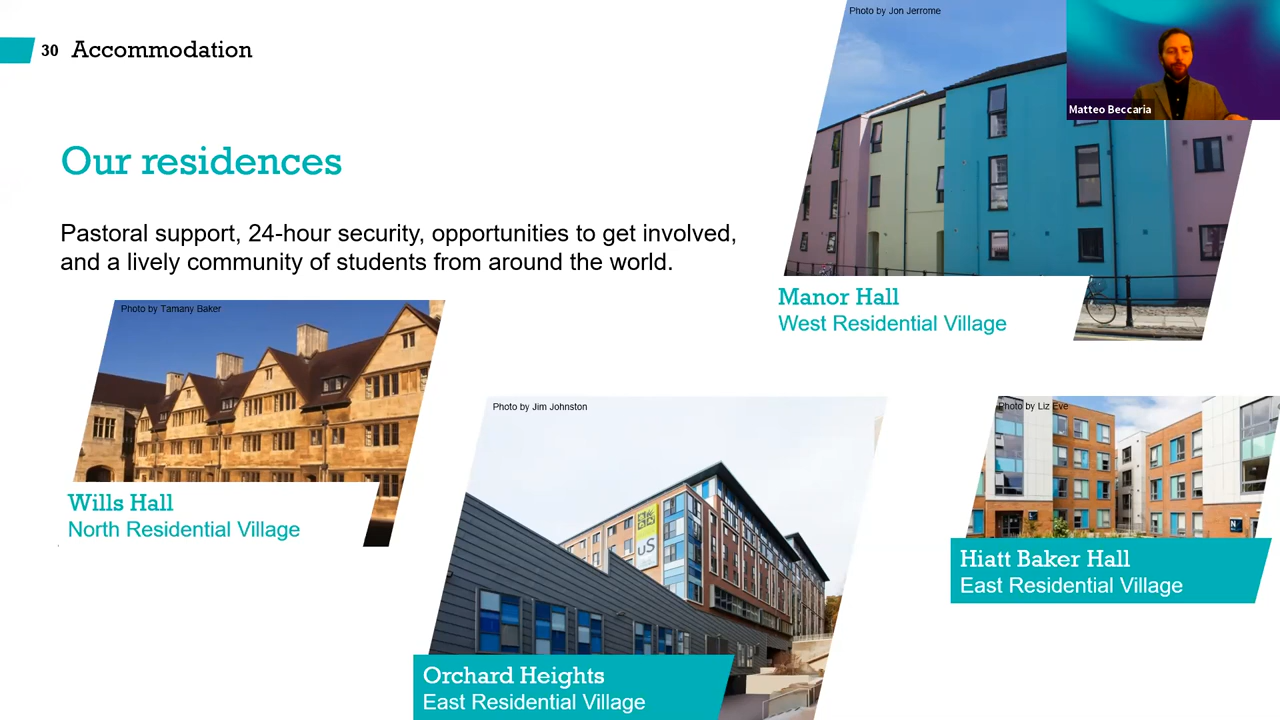 30 Accommodation
Photo by Jon Jerrome
Matteo Beccaria
Our residences
Pastoral support, 24-hour security, opportunities to get involved,
and a lively community of students from around the world.
Manor Hall
West Residential Village
Photo by Tamany Baker
Wills Hall
North Residential Village
Photo by Jim Johnston
uS
Orchard Heights
East Residential Village
Photo by Liz Eve
N
Hiatt Baker Hall
East Residential Village